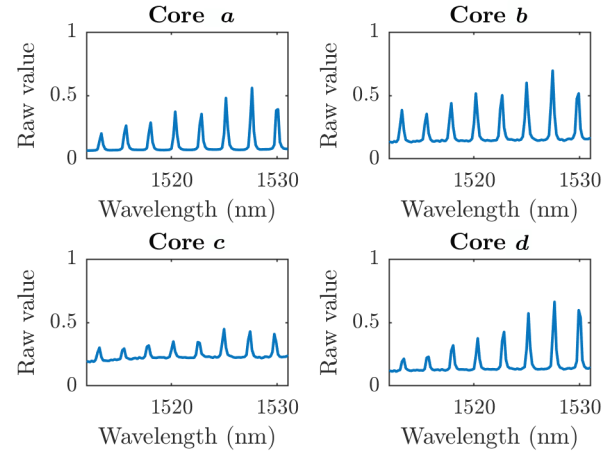 Core a
Raw value
1
0.5
0
1520
1530
Wavelength (nm)
Core b
Raw value
1
0.5
0
1520
1530
Wavelength (nm)
Core c
Raw value
1
0.5
0
1520
1530
Wavelength (nm)
Core d
Raw value
1
0.5
0
1520
1530
Wavelength (nm)